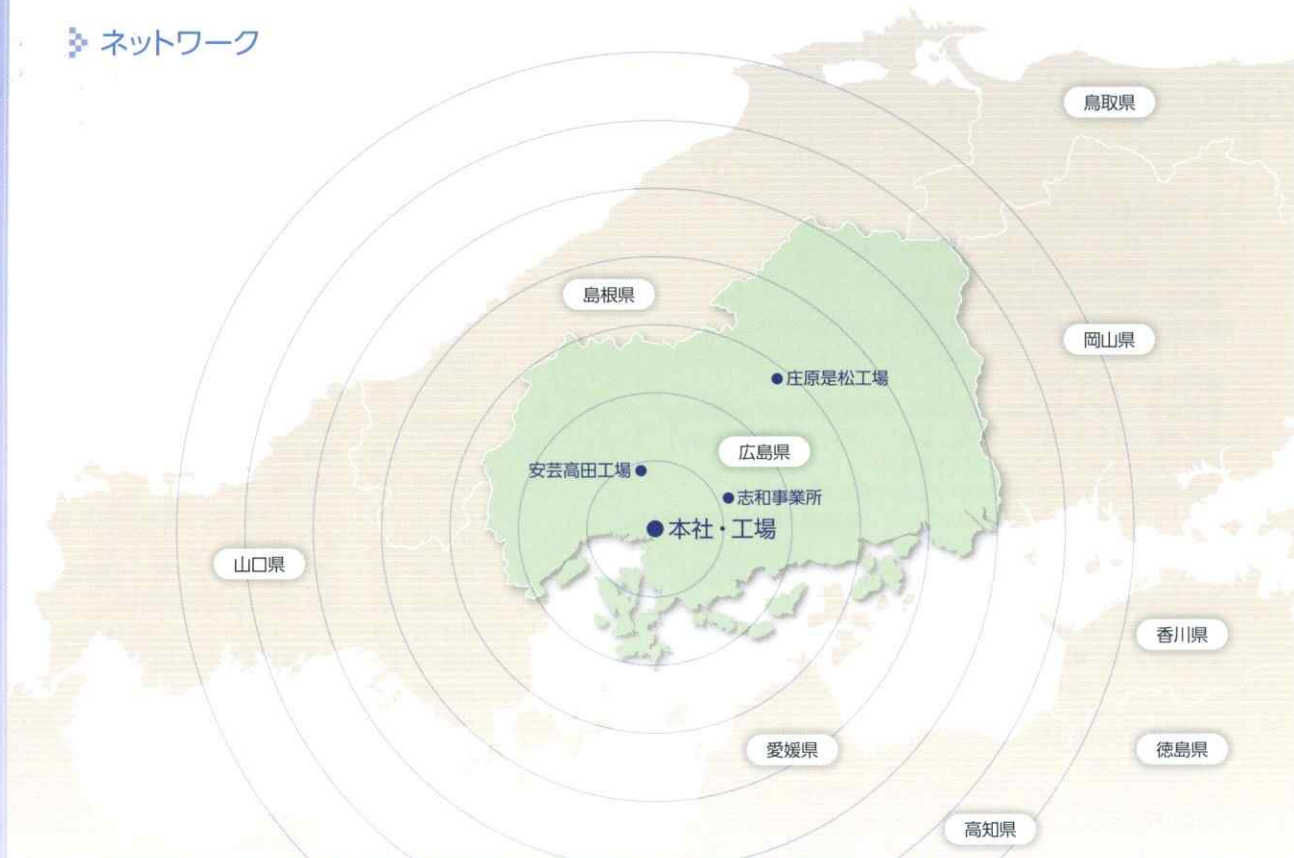 ネットワーク
鳥取県
島根県
岡山県
庄原是松工場
広島県
安芸高田工場
志和事業所
本社・工場
山口県
香川県
愛媛県
徳島県
高知県